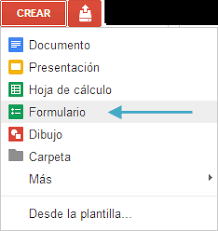 CREAR
Documento
Presentación
Hoja de cálculo
Formulario
Dibujo
Carpeta
Más
Desde la plantilla...